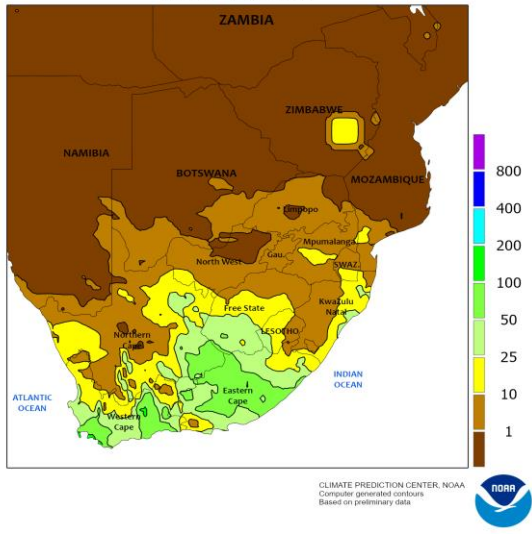 ZAMBIA
ZIMBABWE
NAMIBIA
BOTSWANA
MOZAMBIQUE
Limpopo
Mpumalanga
North West
Gau.
SWAZ.
Free State
KwaZulu
Natal
LESOTHO
Northern
Cape
INDIAN
OCEAN
ATLANTIC
OCEAN
Eastern
Cape
Western
Cape
800
400
200
100
50
25
10
1
CLIMATE PREDICTION CENTER, NOAA
Computer generated contours
Based on preliminary data
NOAA